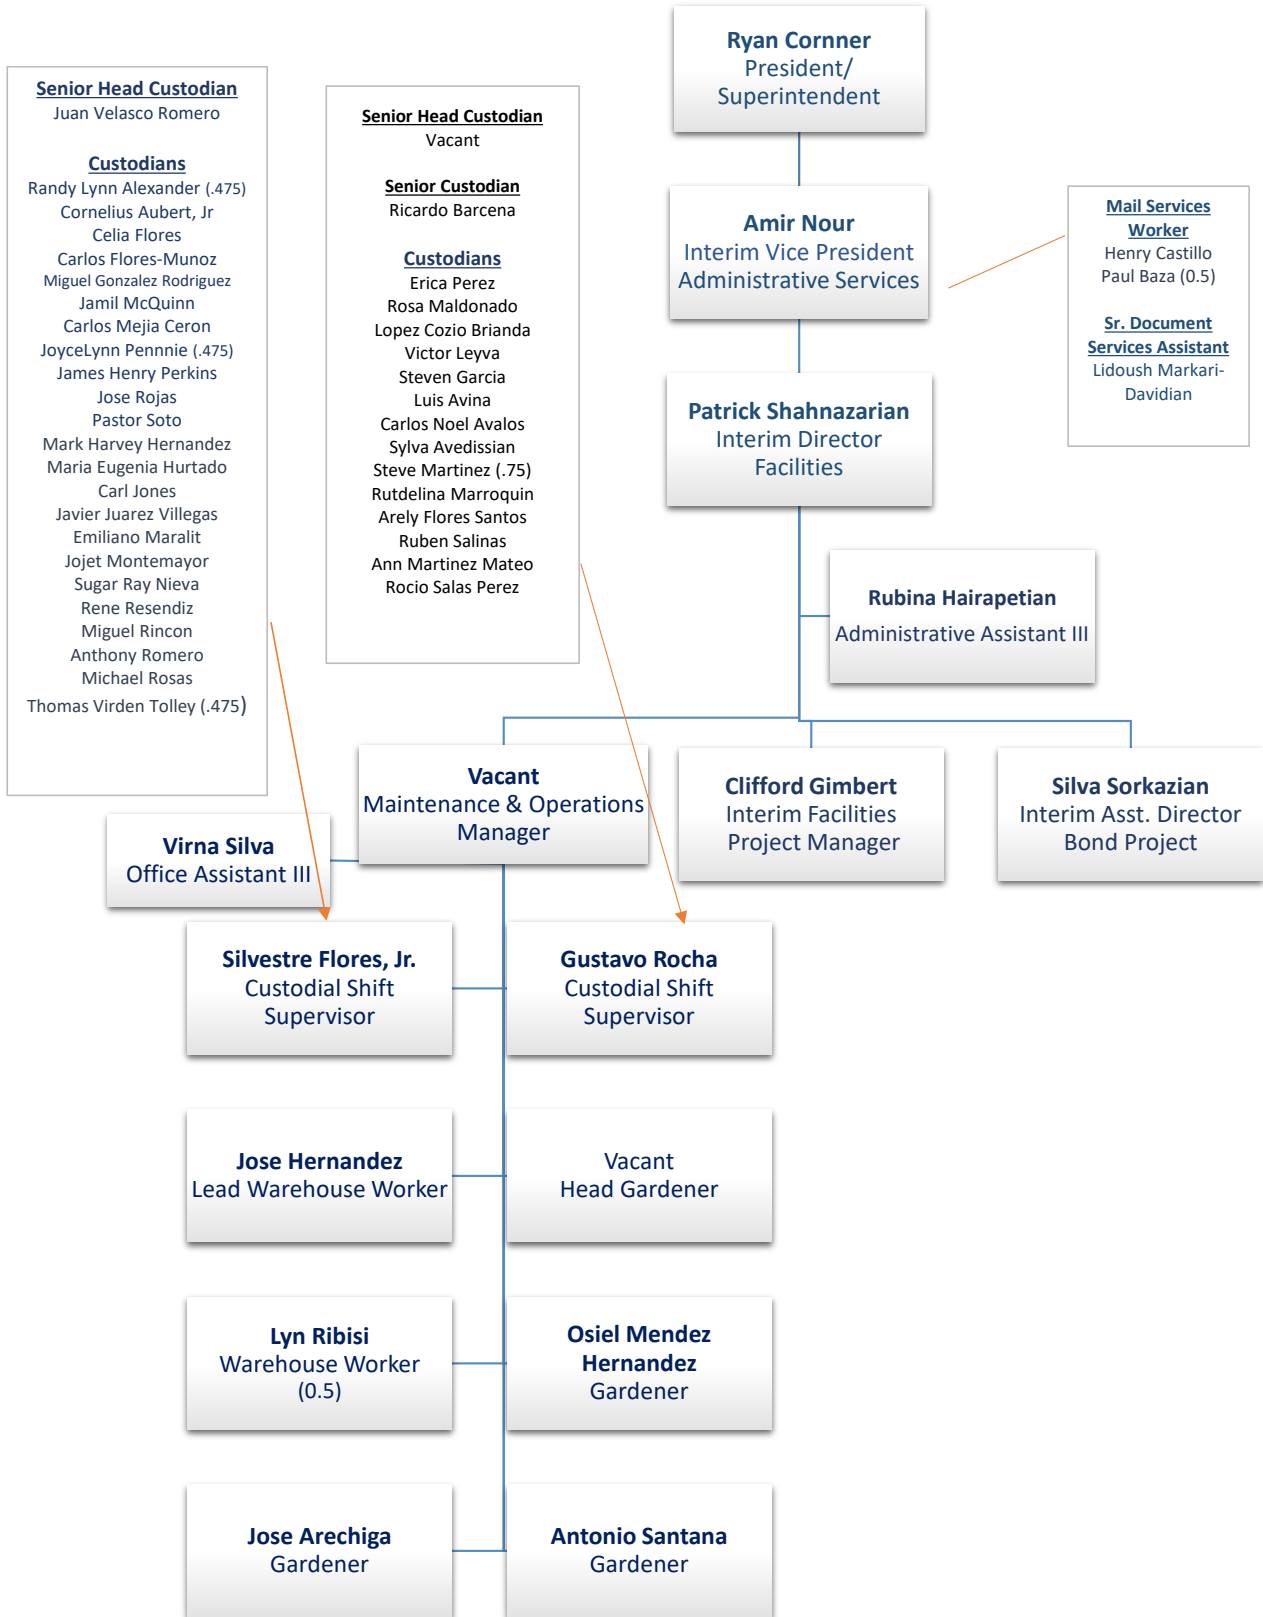 Ryan Cornner
President/
Superintendent
Senior Head Custodian
Juan Velasco Romero
Custodians
Randy Lynn Alexander (.475)
Cornelius Aubert, Jr
Celia Flores
Carlos Flores-Munoz
Miguel Gonzalez Rodriguez
Jamil McQuinn
Carlos Mejia Ceron
JoyceLynn Pennnie (.475)
James Henry Perkins
Jose Rojas
Pastor Soto
Mark Harvey Hernandez
Maria Eugenia Hurtado
Carl Jones
Javier Juarez Villegas
Emiliano Maralit
Jojet Montemayor
Sugar Ray Nieva
Rene Resendiz
Miguel Rincon
Anthony Romero
Michael Rosas
Thomas Virden Tolley (.475)
Senior Head Custodian
Vacant
Senior Custodian
Ricardo Barcena
Custodians
Erica Perez
Rosa Maldonado
Lopez Cozio Brianda
Victor Leyva
Steven Garcia
Luis Avina
Carlos Noel Avalos
Sylva Avedissian
Steve Martinez (.75)
Rutdelina Marroquin
Arely Flores Santos
Ruben Salinas
Ann Martinez Mateo
Rocio Salas Perez
Amir Nour
Interim Vice President
Administrative Services
Mail Services
Worker
Henry Castillo
Paul Baza (0.5)
Sr. Document
Services Assistant
Lidoush Markari-
Davidian
Patrick Shahnazarian
Interim Director
Facilities
Rubina Hairapetian
Administrative Assistant III
Vacant
Maintenance & Operations
Manager
Clifford Gimbert
Interim Facilities
Project Manager
Silva Sorkazian
Interim Asst. Director
Bond Project
Virna Silva
Office Assistant III
Silvestre Flores, Jr.
Custodial Shift
Supervisor
Gustavo Rocha
Custodial Shift
Supervisor
Jose Hernandez
Lead Warehouse Worker
Vacant
Head Gardener
Lyn Ribisi
Warehouse Worker
(0.5)
Osiel Mendez
Hernandez
Gardener
Jose Arechiga
Gardener
Antonio Santana
Gardener